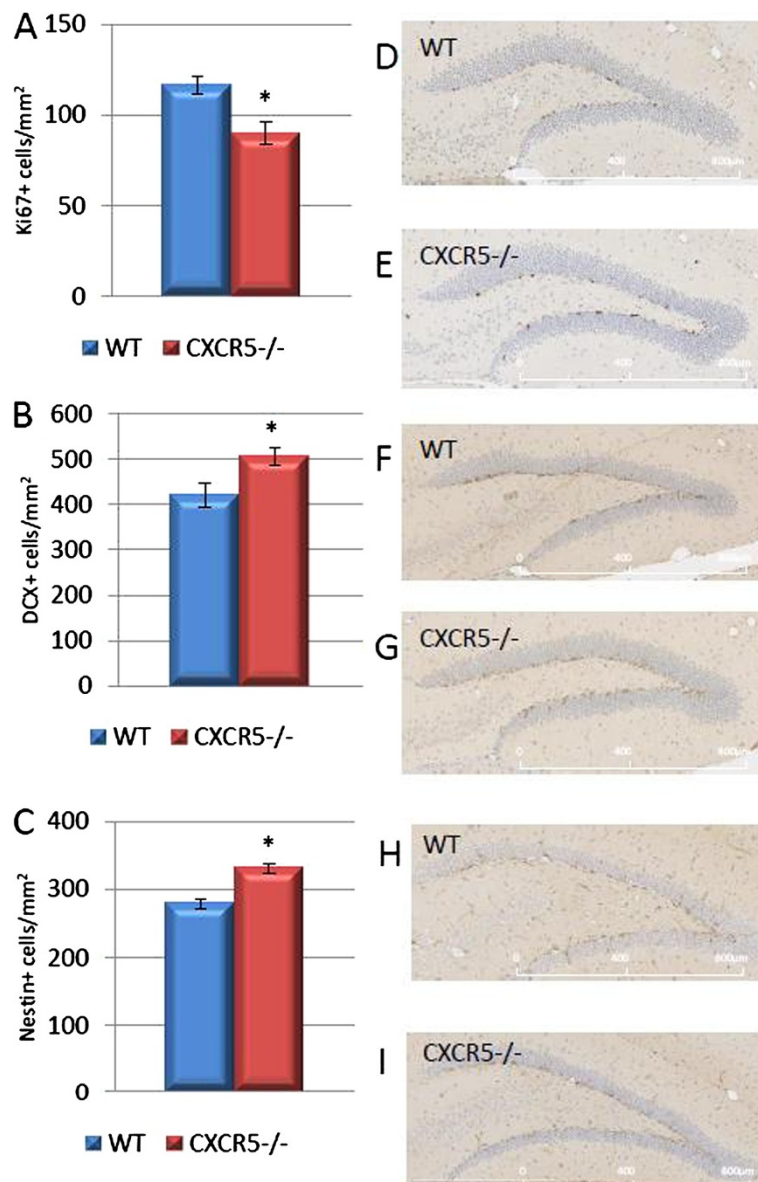 A
150
100
50
0
Ki67+ cells/mm²
*
WT CXCR5-/-
B
600
500
400
300
200
100
0
DCX+ cells/mm²
*
WT CXCR5-/-
C
400
300
200
100
0
Nestin+ cells/mm²
*
WT CXCR5-/-
D
WT
0 400 800µm
E
CXCR5-/-
0 400 800µm
F
WT
0 400 800µm
G
CXCR5-/-
0 400 800µm
H
WT
0 400 800µm
I
CXCR5-/-
0 400 800µm